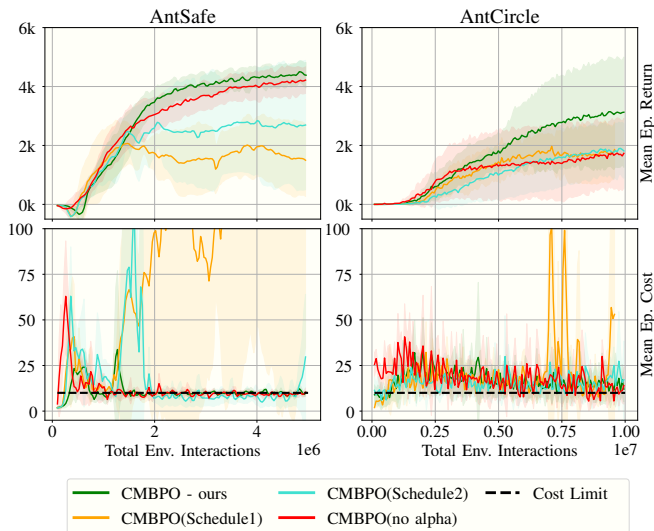 AntSafe
AntCircle
6k
4k
2k
0k
6k
4k
2k
0k
Mean Ep. Return
100
75
50
25
0
100
75
50
25
0
Mean Ep. Cost
0 2 4
0.00 0.25 0.50 0.75 1.00
Total Env. Interactions 1e6
Total Env. Interactions 1e7
CMBPO - ours
CMBPO(Schedule2)
Cost Limit
CMBPO(Schedule1)
CMBPO(no alpha)